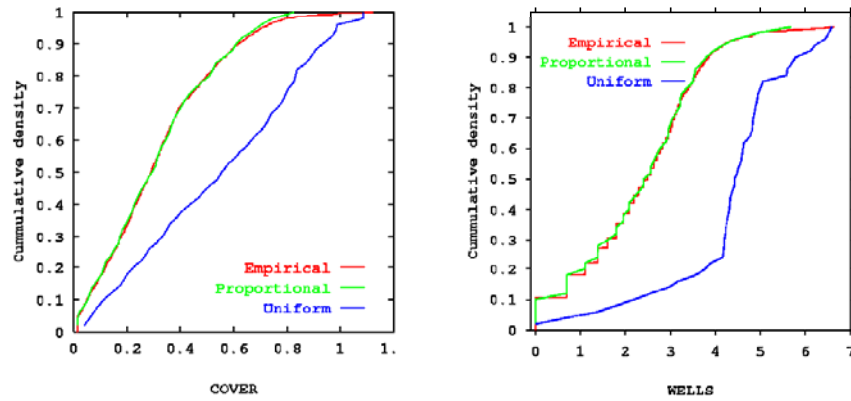 Cummulative density
1
0.9
0.8
0.7
0.6
0.5
0.4
0.3
0.2
0.1
0
Empirical
Proportional
Uniform
0 0.2 0.4 0.6 0.8 1 1.
COVER
Cummulative density
1
0.9
0.8
0.7
0.6
0.5
0.4
0.3
0.2
0.1
0
Empirical
Proportional
Uniform
0 1 2 3 4 5 6 7
WELLS